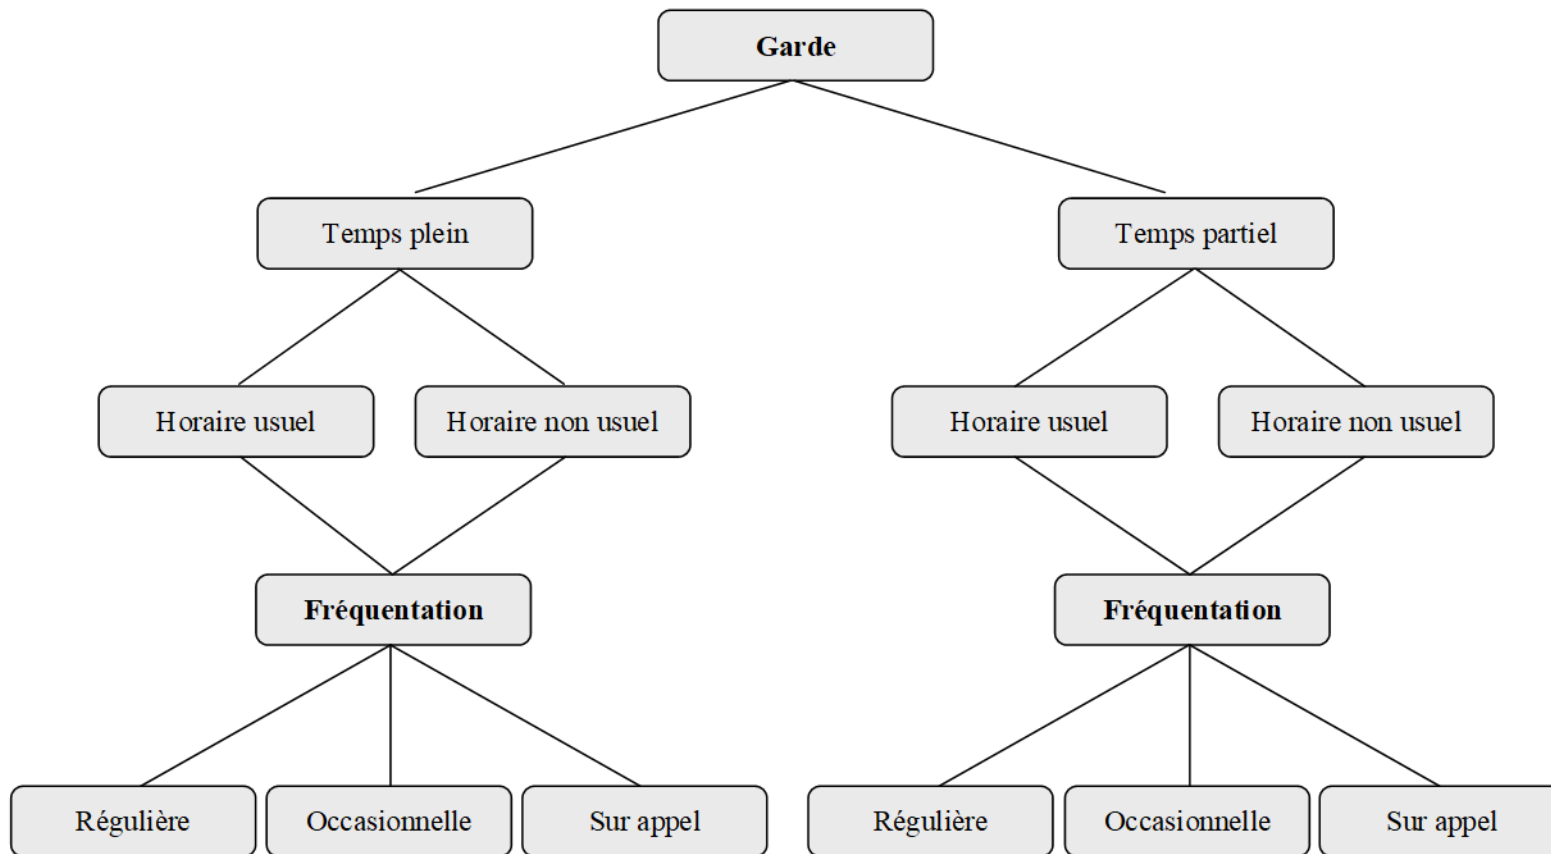 Garde
Temps plein
Temps partiel
Horaire usuel
Horaire non usuel
Horaire usuel
Horaire non usuel
Fréquentation
Fréquentation
Régulière
Occasionnelle
Sur appel
Régulière
Occasionnelle
Sur appel